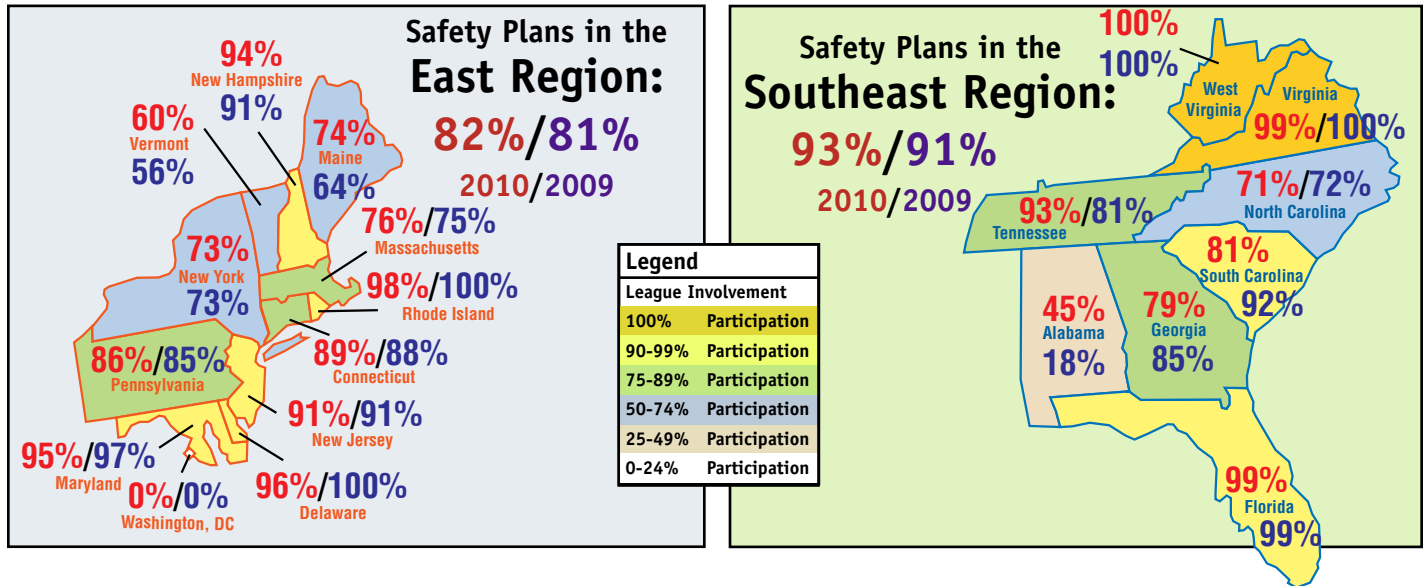 Safety Plans in the
East Region:
82%/81%
2010/2009
94%
New Hampshire
91%
60%
Vermont
56%
74%
Maine
64%
76%/75%
Massachusetts
73%
New York
73%
98%/100%
Rhode Island
86%/85%
Pennsylvania
89%/88%
Connecticut
91%/91%
New Jersey
95%/97%
Maryland
0%/0%
Washington, DC
96%/100%
Delaware
Legend
League Involvement
100% Participation
90-99% Participation
75-89% Participation
50-74% Participation
25-49% Participation
0-24% Participation
Safety Plans in the
Southeast Region:
93%/91%
2010/2009
100%
100%
West
Virginia
Virginia
99%/100%
71%/72%
North Carolina
93%/81%
Tennessee
81%
South Carolina
92%
45%
Alabama
18%
79%
Georgia
85%
99%
Florida
99%